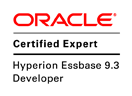 ORACLE
Certified Expert
Hyperion Essbase 9.3
Developer